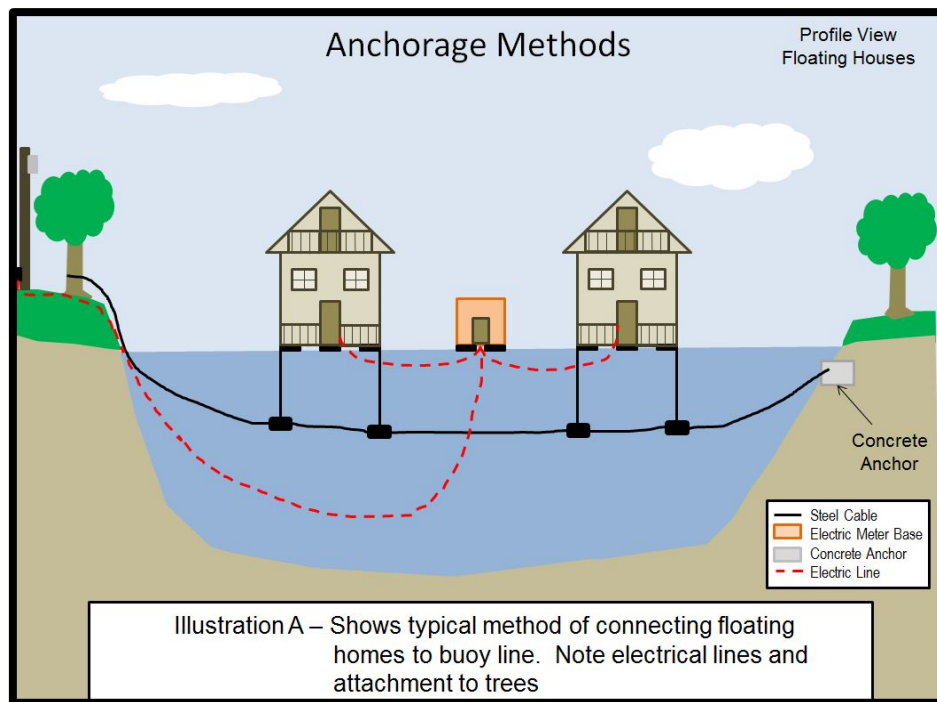 Anchorage Methods
Profile View
Floating Houses
Concrete
Anchor
Steel Cable
Electric Meter Base
Concrete Anchor
Electric Line
Illustration A – Shows typical method of connecting floating
homes to buoy line. Note electrical lines and
attachment to trees